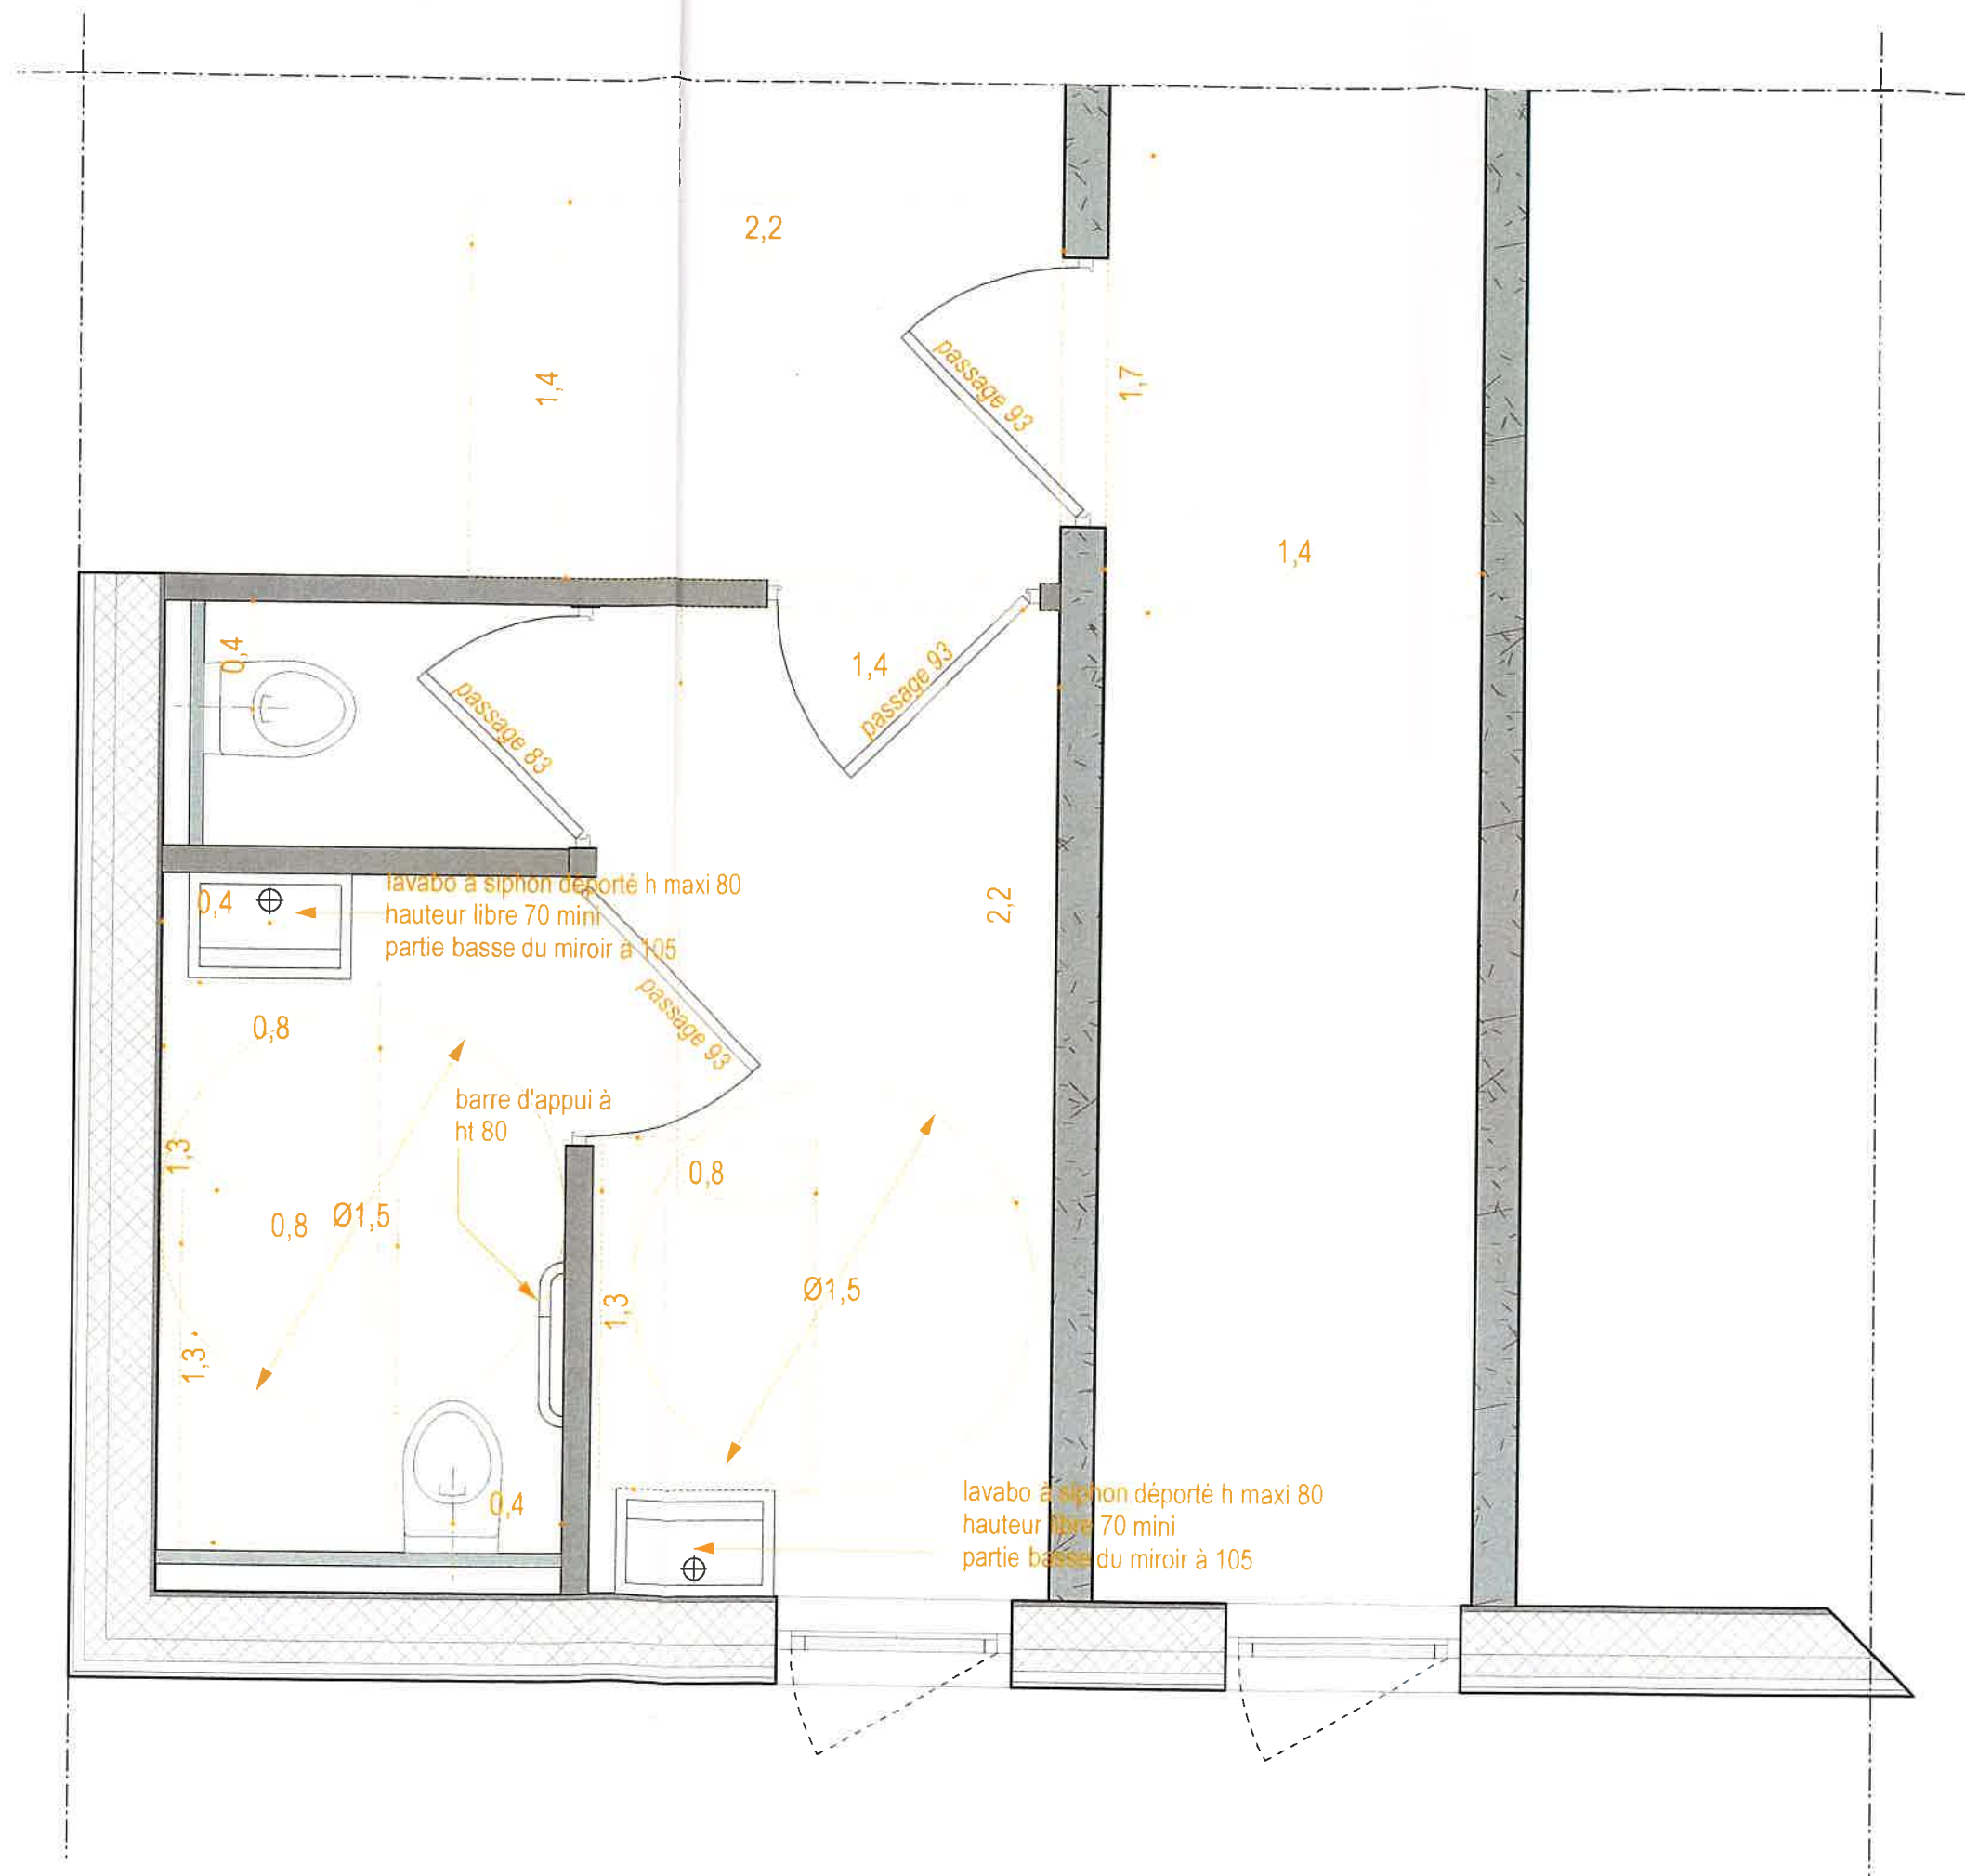 2,2
1,4
passage 93
1,7
1,4
0,4
passage 83
1,4
passage 93
lavabo à siphon déporté h maxi 80
hauteur libre 70 mini
partie basse du miroir à 105
0,4
2,2
passage 93
0,8
barre d'appui à
ht 80
1,3
0,8
0,8
Ø1,5
1,3
Ø1,5
1,3
0,4
lavabo à siphon déporté h maxi 80
hauteur libre 70 mini
partie basse du miroir à 105